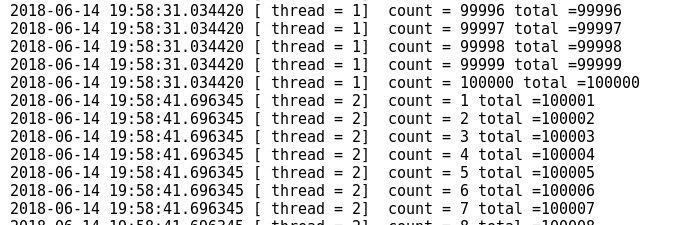 2018-06-14 19:58:31.034420 [ thread = 1]  count = 99996 total =99996
2018-06-14 19:58:31.034420 [ thread = 1]  count = 99997 total =99997
2018-06-14 19:58:31.034420 [ thread = 1]  count = 99998 total =99998
2018-06-14 19:58:31.034420 [ thread = 1]  count = 99999 total =99999
2018-06-14 19:58:31.034420 [ thread = 1]  count = 100000 total =100000
2018-06-14 19:58:41.696345 [ thread = 2]  count = 1 total =100001
2018-06-14 19:58:41.696345 [ thread = 2]  count = 2 total =100002
2018-06-14 19:58:41.696345 [ thread = 2]  count = 3 total =100003
2018-06-14 19:58:41.696345 [ thread = 2]  count = 4 total =100004
2018-06-14 19:58:41.696345 [ thread = 2]  count = 5 total =100005
2018-06-14 19:58:41.696345 [ thread = 2]  count = 6 total =100006
2018-06-14 19:58:41.696345 [ thread = 2]  count = 7 total =100007
2018-06-14 19:58:41.696345 [ thread = 2]  count = 8 total =100008